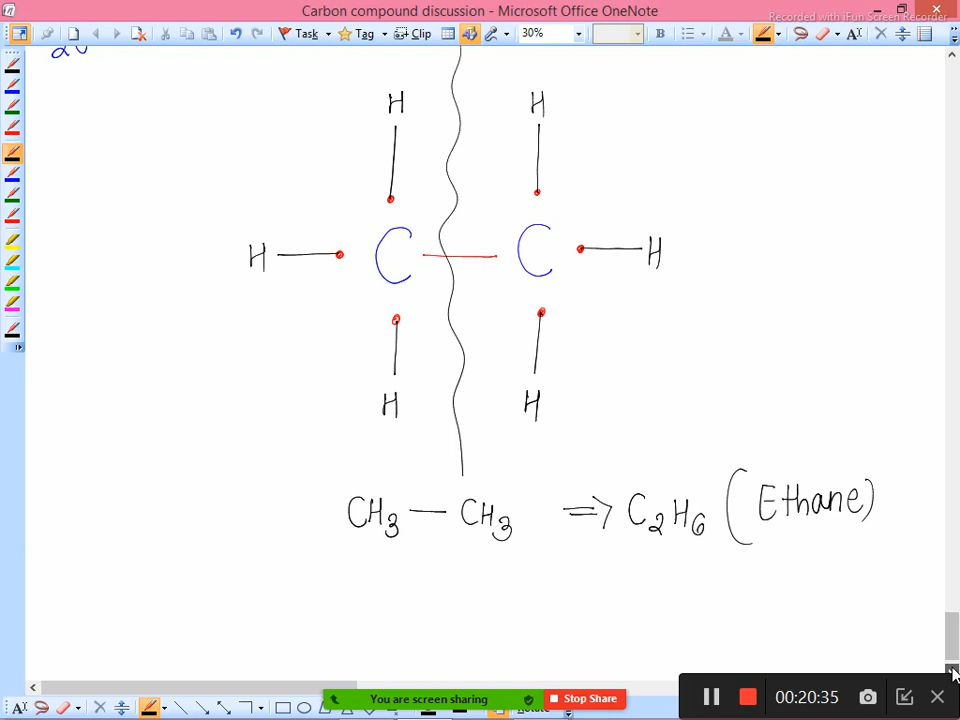 Carbon compound discussion - Microsoft Office OneNote
Recorded with iFun Screen Recorder
Task Tag Clip 30% B A
H H
H C C H
H H
CH3 — CH3 => C2H6 (Ethane)
You are screen sharing Stop Share
00:20:35